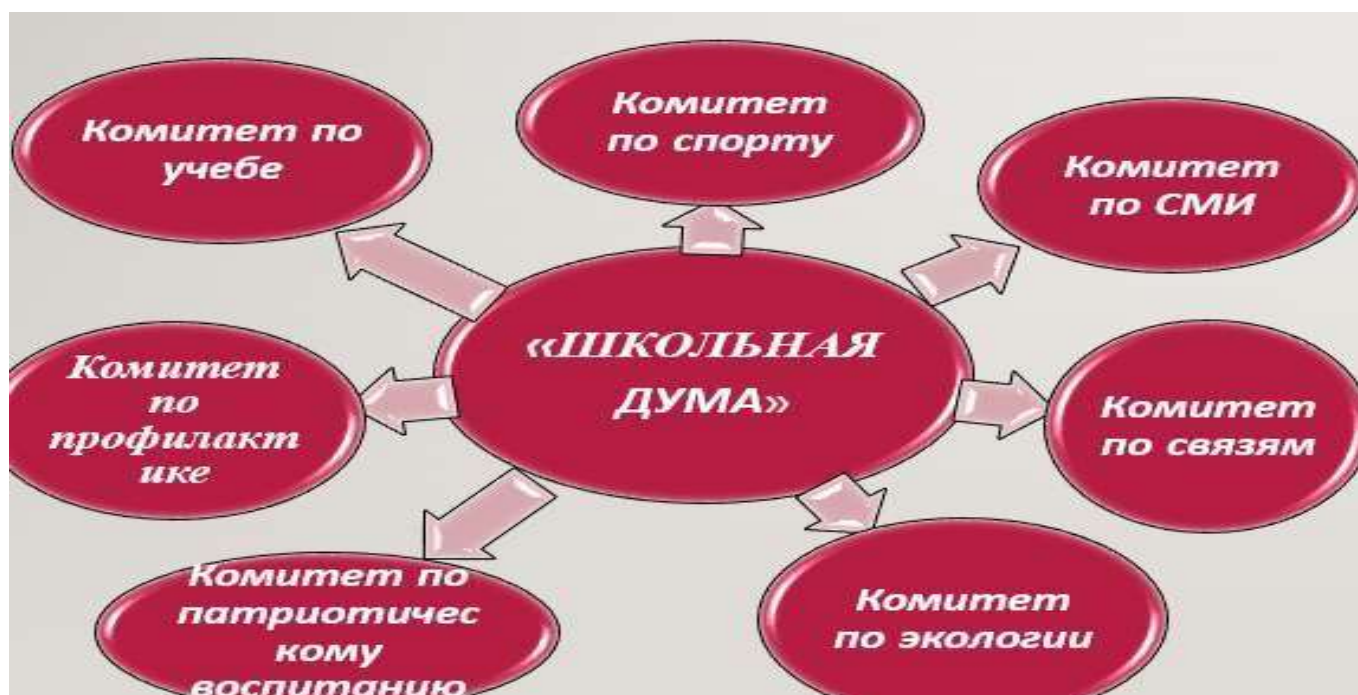 Комитет по
учебе
Комитет
по спорту
Комитет
по СМИ
«ШКОЛЬНАЯ
ДУМА»
Комитет
по
профилакт
ике
Комитет
по связям
Комитет по
патриотичес
кому
воспитанию
Комитет
по экологии